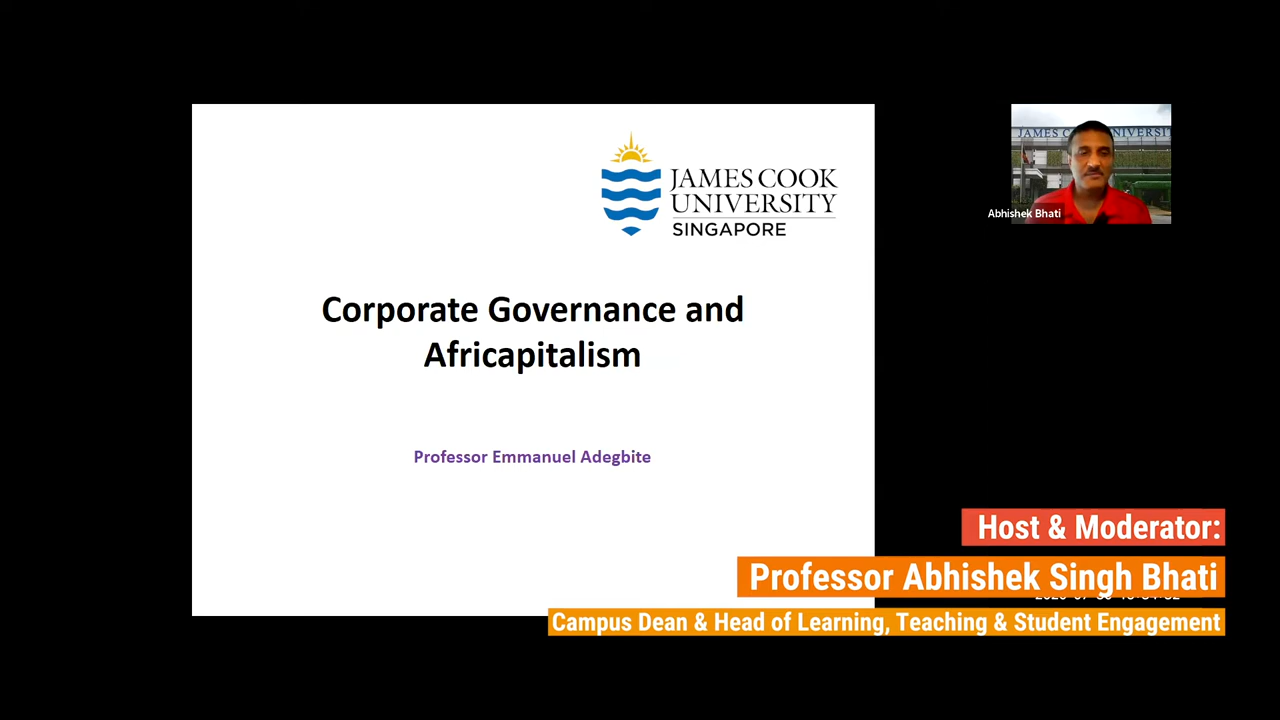 JAMES COOK
UNIVERSITY
SINGAPORE
Corporate Governance and
Africapitalism
Professor Emmanuel Adegbite
Abhishek Bhati
Host & Moderator:
Professor Abhishek Singh Bhati
Campus Dean & Head of Learning, Teaching & Student Engagement